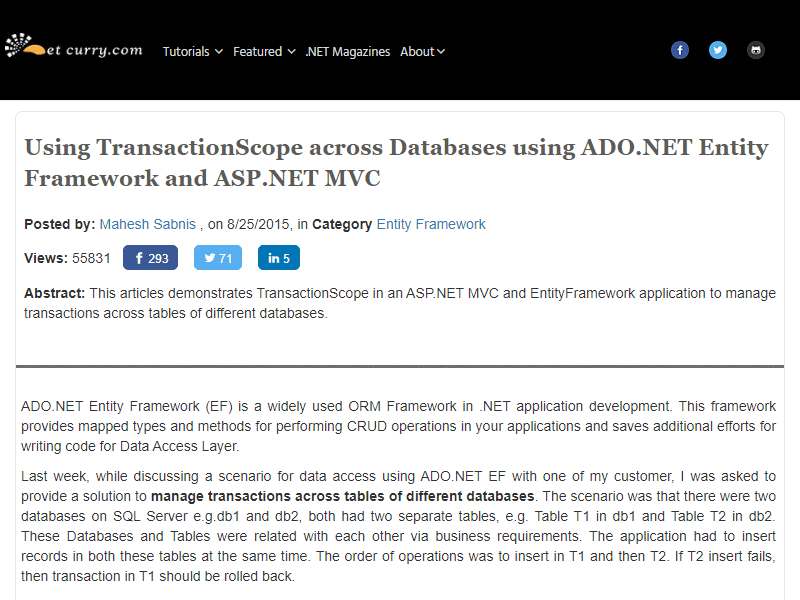 et curry.com Tutorials Featured .NET Magazines About
Using TransactionScope across Databases using ADO.NET Entity
Framework and ASP.NET MVC
Posted by: Mahesh Sabnis , on 8/25/2015, in Category Entity Framework
Views: 55831 293 71 in 5
Abstract: This articles demonstrates TransactionScope in an ASP.NET MVC and EntityFramework application to manage
transactions across tables of different databases.
ADO.NET Entity Framework (EF) is a widely used ORM Framework in .NET application development. This framework
provides mapped types and methods for performing CRUD operations in your applications and saves additional efforts for
writing code for Data Access Layer.
Last week, while discussing a scenario for data access using ADO.NET EF with one of my customer, I was asked to
provide a solution to manage transactions across tables of different databases. The scenario was that there were two
databases on SQL Server e.g.db1 and db2, both had two separate tables, e.g. Table T1 in db1 and Table T2 in db2.
These Databases and Tables were related with each other via business requirements. The application had to insert
records in both these tables at the same time. The order of operations was to insert in T1 and then T2. If T2 insert fails,
then transaction in T1 should be rolled back.